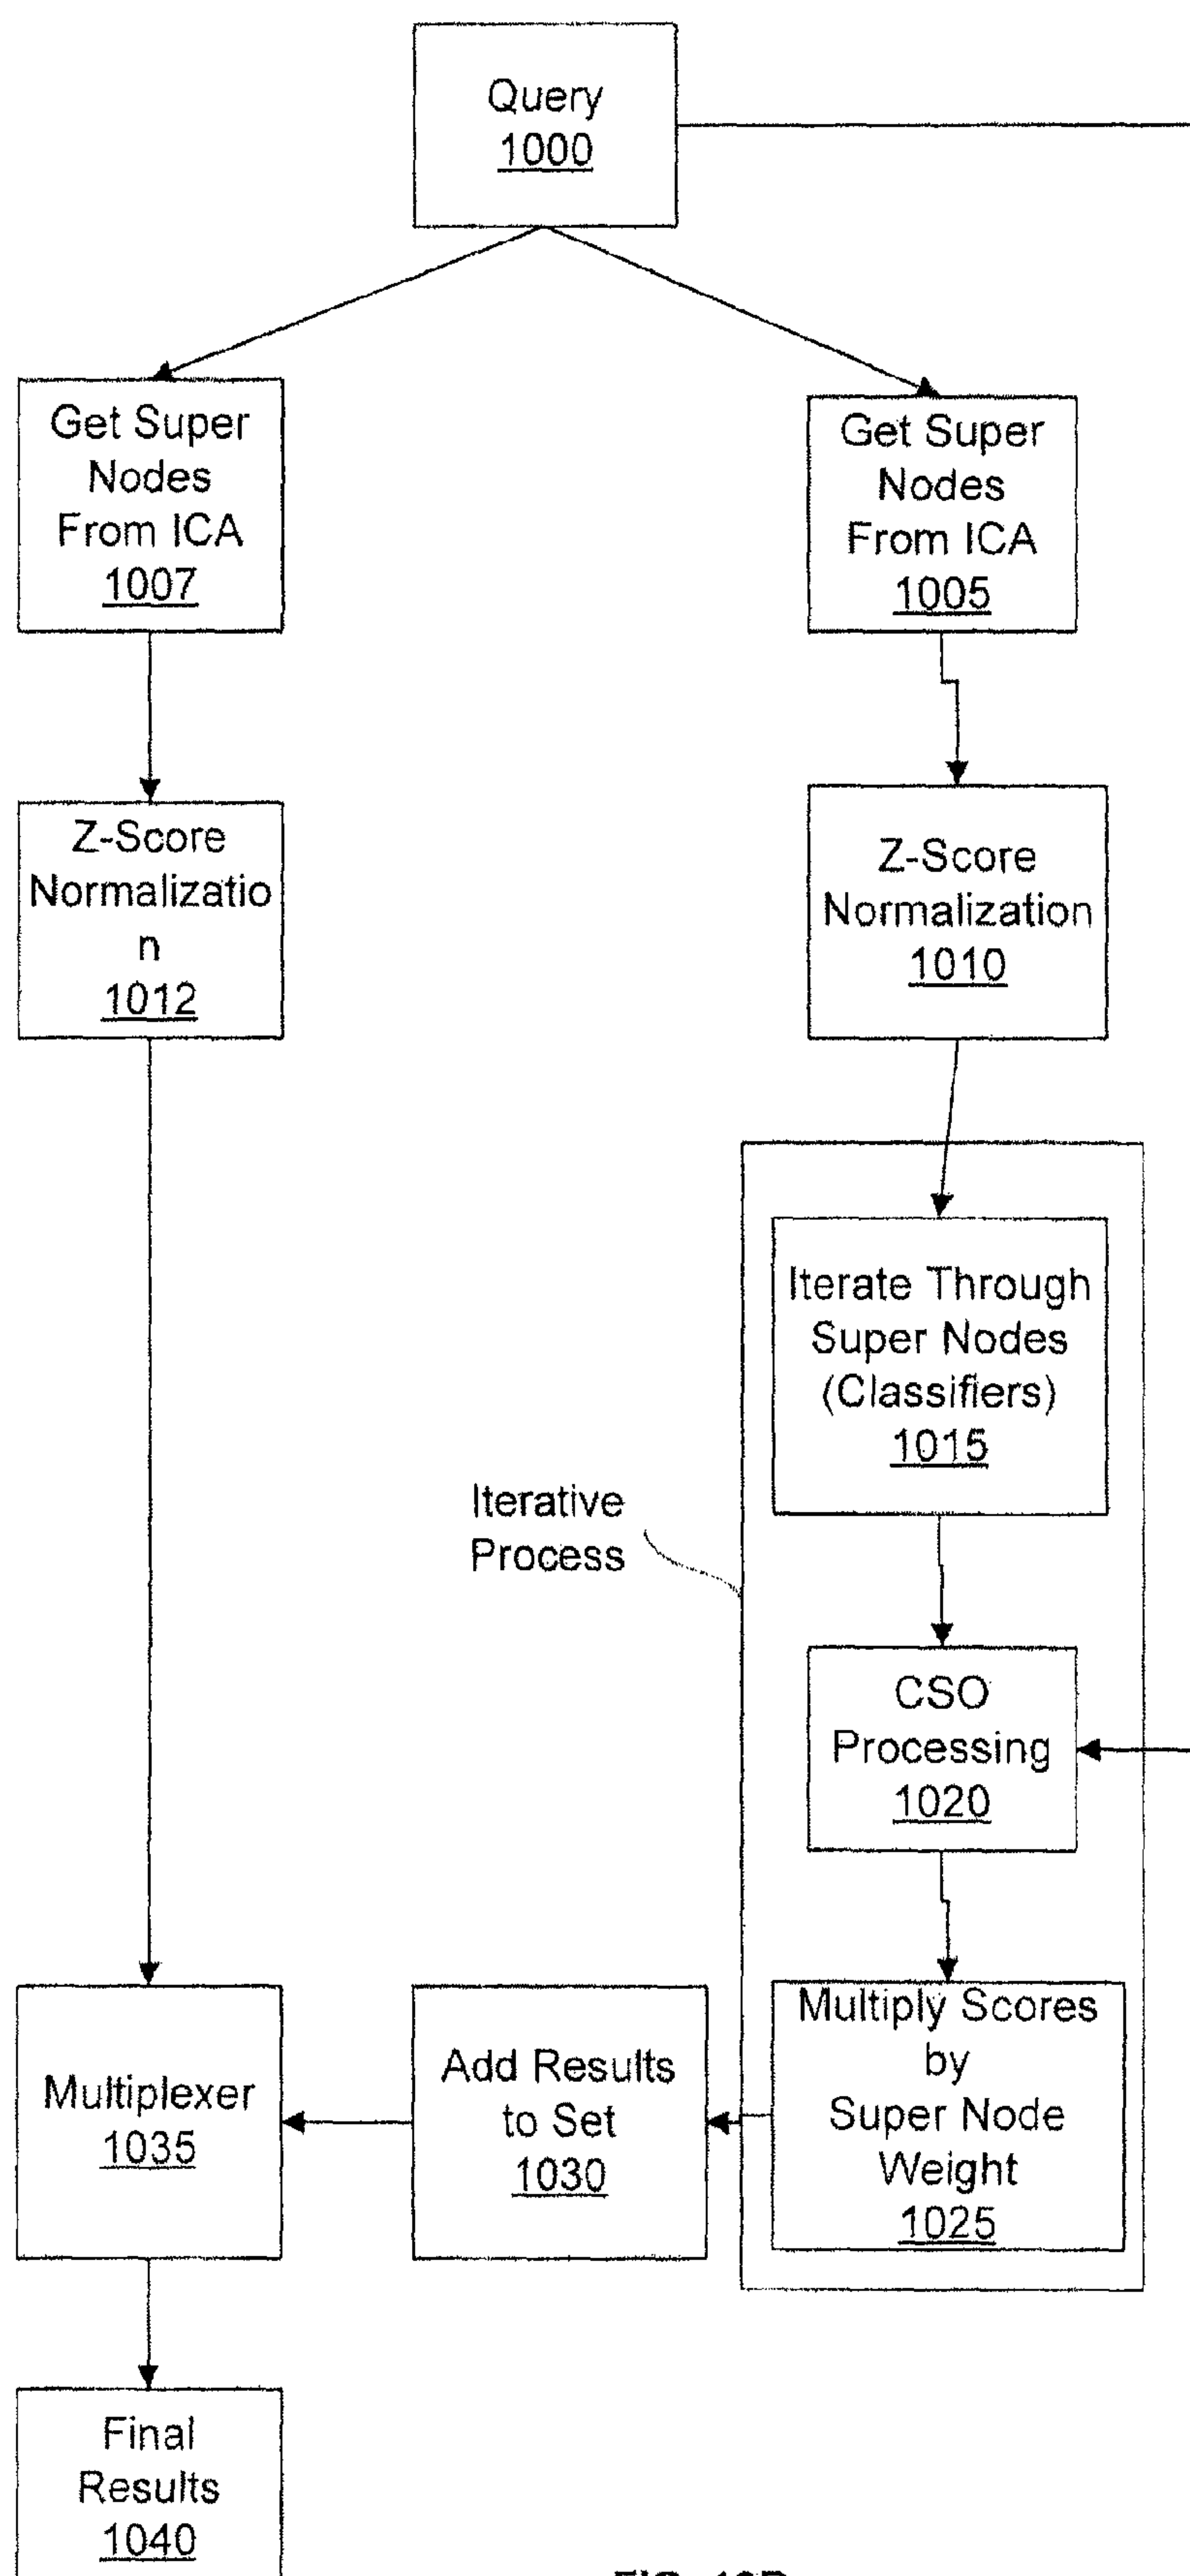 Query
1000
Get Super
Nodes
From ICA
1007
Get Super
Nodes
From ICA
1005
Z-Score
Normalizatio
n
1012
Z-Score
Normalization
1010
Iterate Through
Super Nodes
(Classifiers)
1015
Iterative
Process
CSO
Processing
1020
Multiply Scores
by
Super Node
Weight
1025
Add Results
to Set
1030
Multiplexer
1035
Final
Results
1040